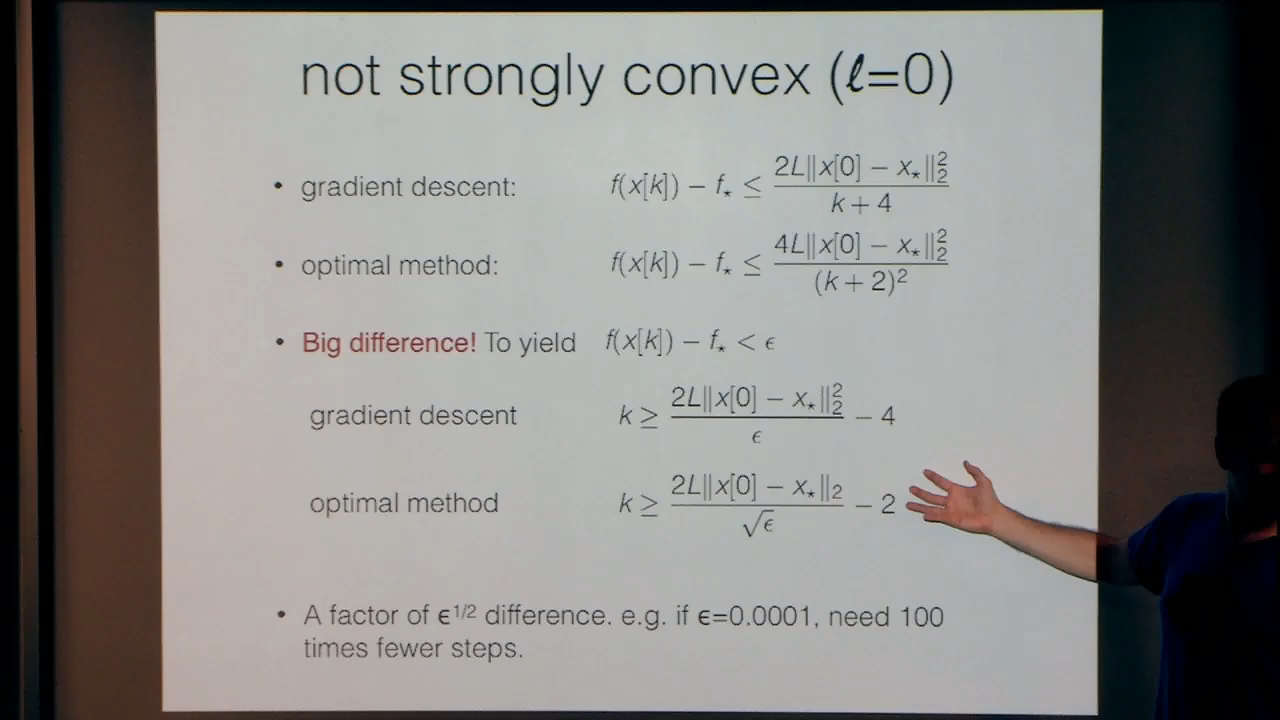 not strongly convex (ℓ=0)
• gradient descent: f(x[k]) − f⋆ ≤ 2L‖x[0] − x⋆‖₂² / (k + 4)
• optimal method: f(x[k]) − f⋆ ≤ 4L‖x[0] − x⋆‖₂² / (k + 2)²
• Big difference! To yield f(x[k]) − f⋆ < ϵ
gradient descent k ≥ 2L‖x[0] − x⋆‖₂² / ϵ − 4
optimal method k ≥ 2L‖x[0] − x⋆‖₂ / √ϵ − 2
• A factor of ϵ^1/2 difference. e.g. if ϵ=0.0001, need 100
times fewer steps.